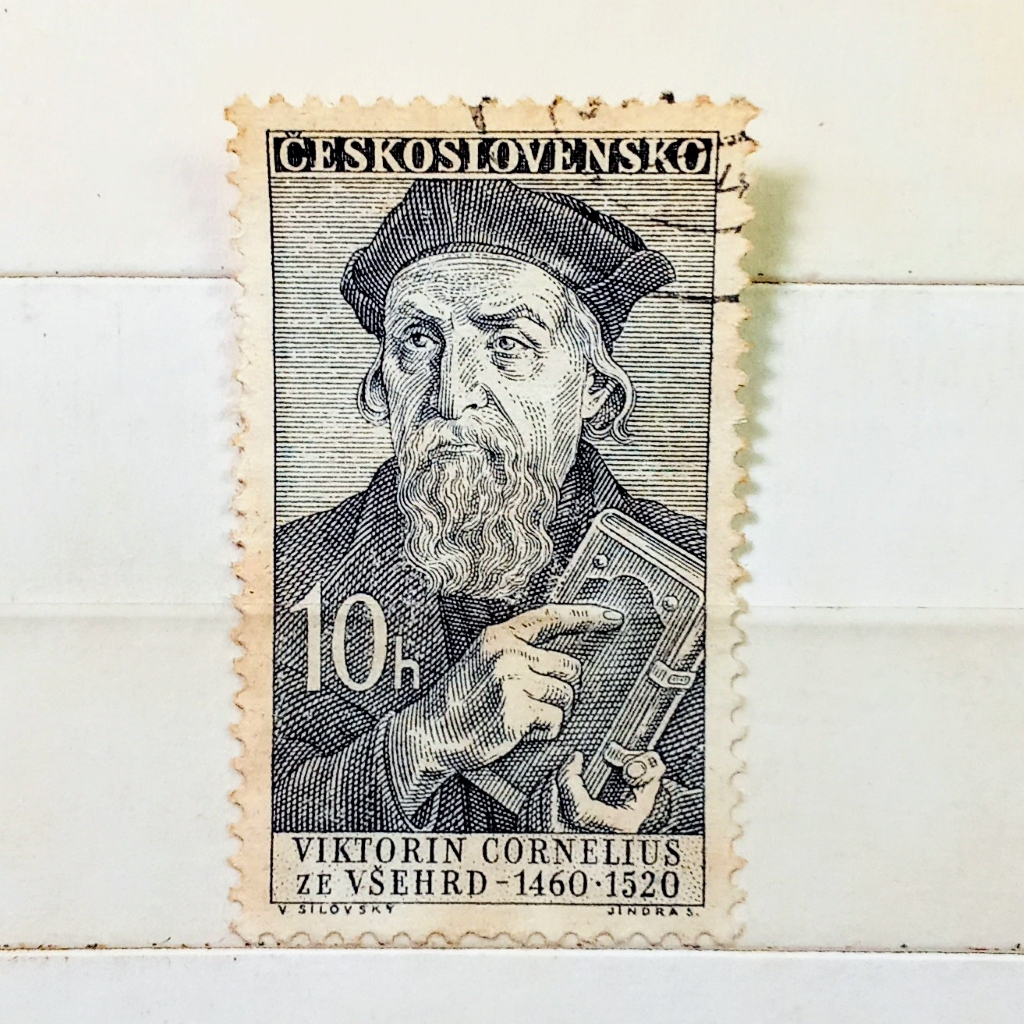 ČESKOSLOVENSKO
10h
VIKTORIN CORNELIUS
ZE VŠEHRD - 1460 · 1520
V SILOVSKÝ JINDRA S.